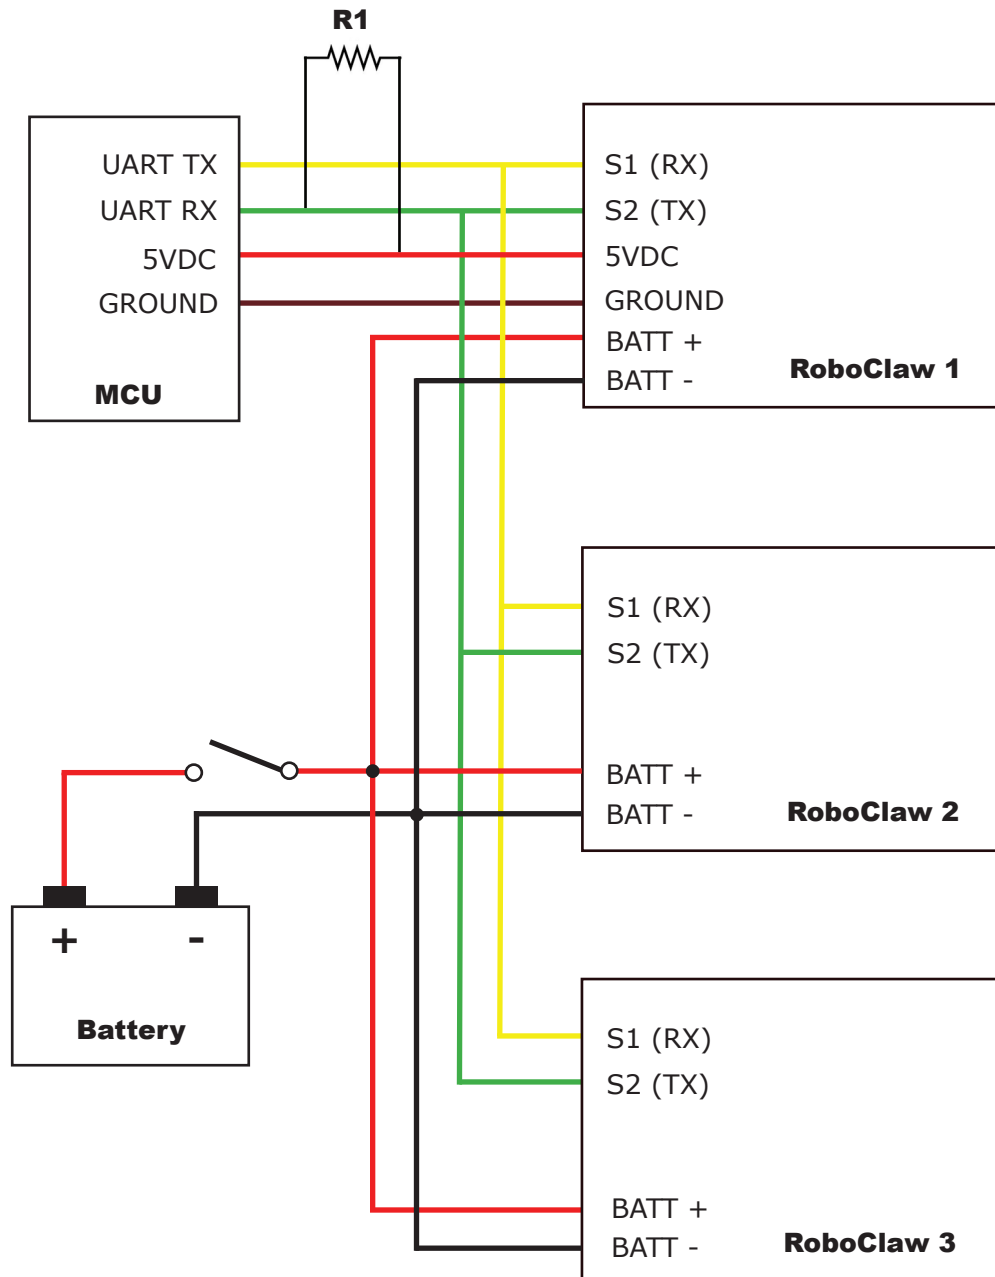 R1
UART TX
UART RX
5VDC
GROUND
MCU
S1 (RX)
S2 (TX)
5VDC
GROUND
BATT +
BATT -
RoboClaw 1
S1 (RX)
S2 (TX)
BATT +
BATT -
RoboClaw 2
+ -
Battery
S1 (RX)
S2 (TX)
BATT +
BATT -
RoboClaw 3